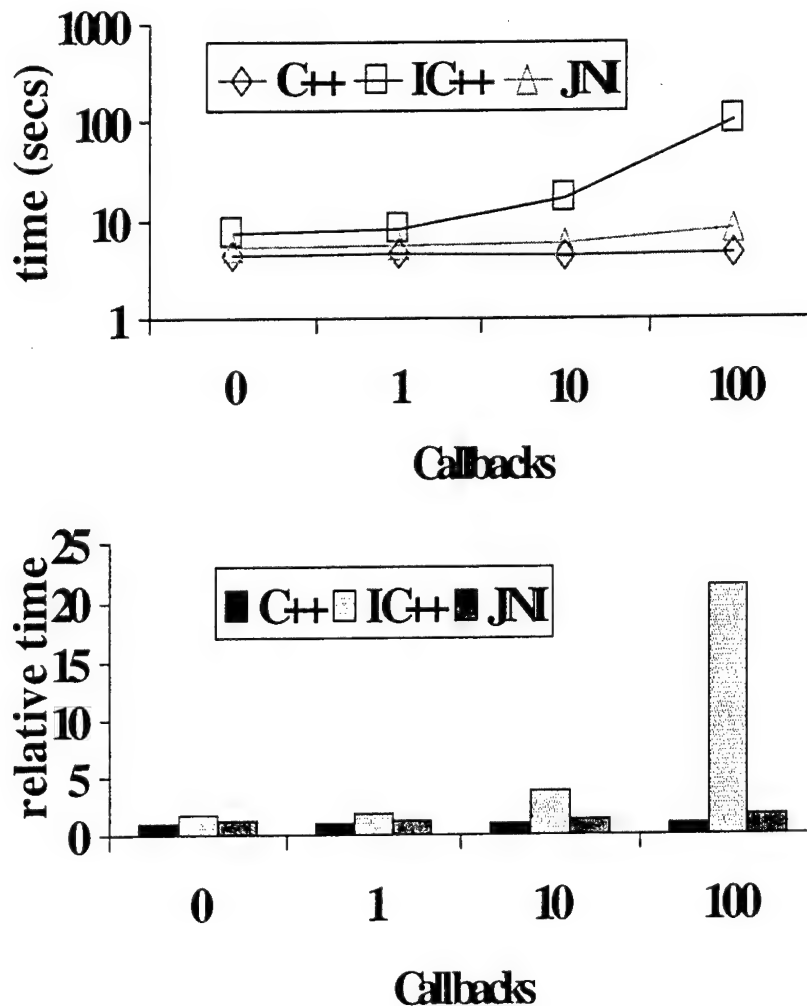 1000
100
10
1
time (secs)
C++ IC++ JNI
0 1 10 100
Callbacks
25
20
15
10
5
0
relative time
C++ IC++ JNI
0 1 10 100
Callbacks